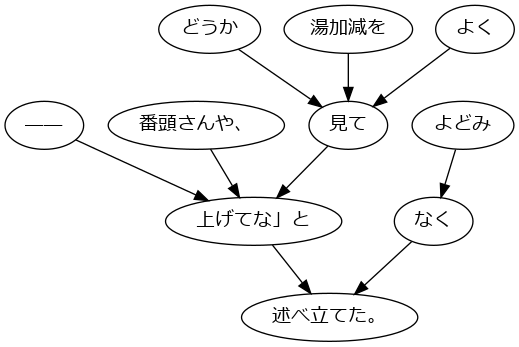 どうか
湯加減を
よく
――
番頭さんや、
見て
よどみ
上げてな」と
なく
述べ立てた。